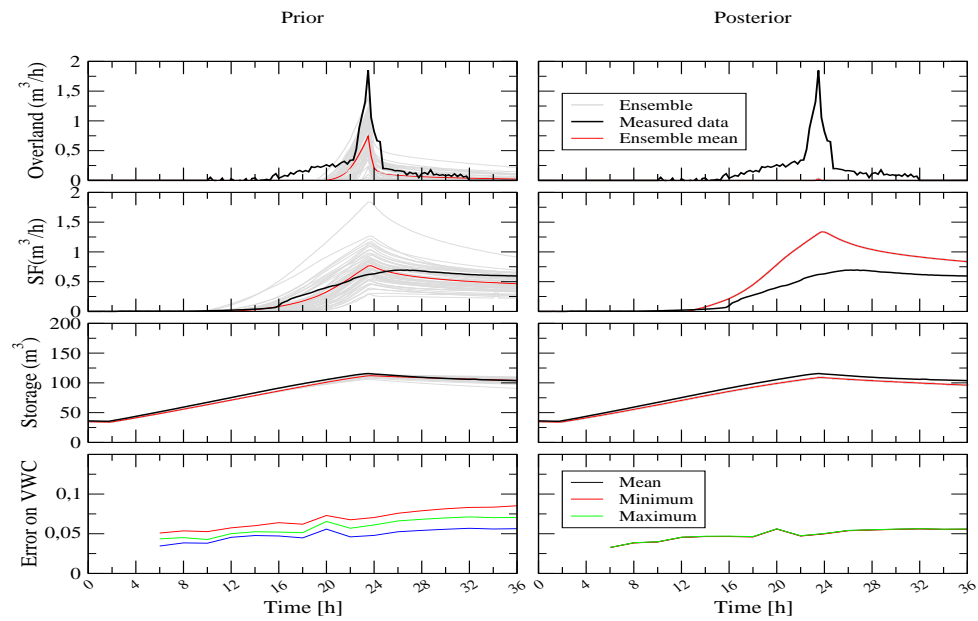 Prior
Posterior
Overland (m³/h)
2
1.5
1
0.5
0
Ensemble
Measured data
Ensemble mean
SF(m³/h)
2
1.5
1
0.5
0
Storage (m³)
200
150
100
50
0
Error on VWC
0,1
0.05
0
Mean
Minimum
Maximum
0 4 8 12 16 20 24 28 32 36
0 4 8 12 16 20 24 28 32 36
Time [h]
Time [h]